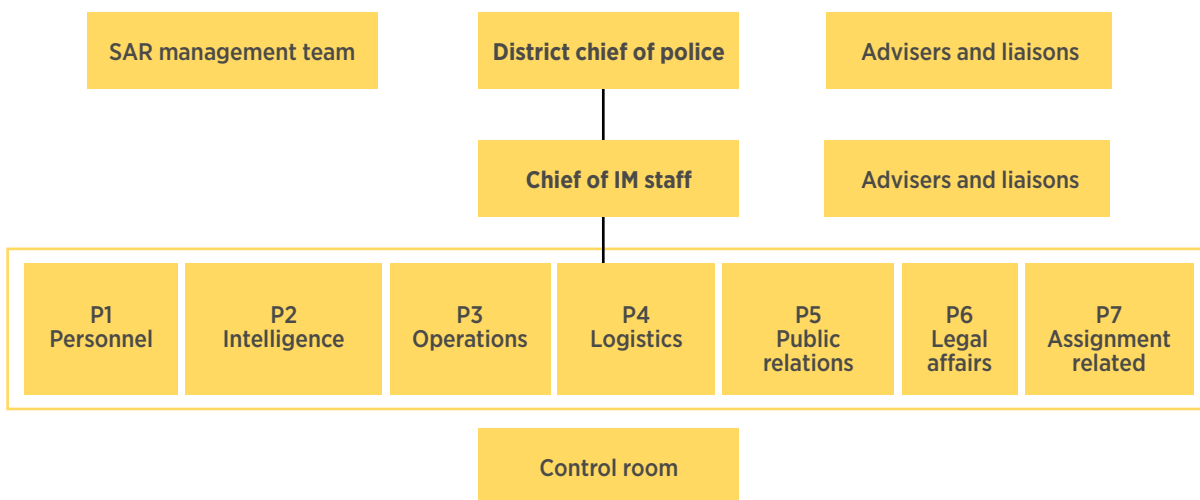 SAR management team
District chief of police
Advisers and liaisons
Chief of IM staff
Advisers and liaisons
P1
Personnel
P2
Intelligence
P3
Operations
P4
Logistics
P5
Public
relations
P6
Legal
affairs
P7
Assignment
related
Control room